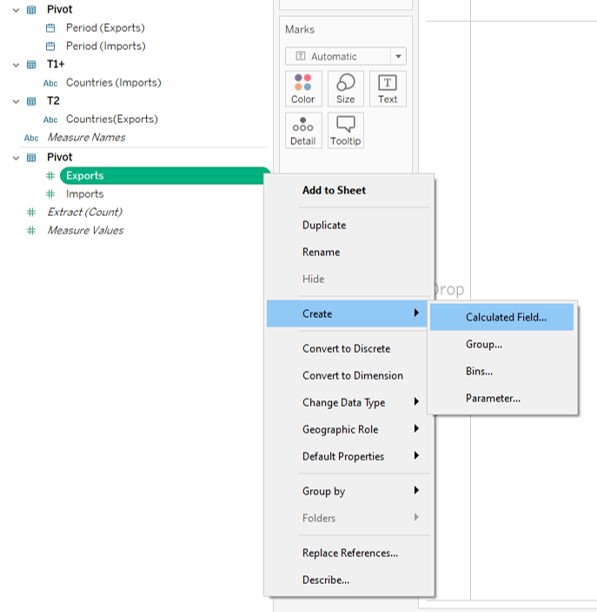 Pivot
Period (Exports)
Period (Imports)
T1+
Abc Countries (Imports)
T2
Abc Countries(Exports)
Abc Measure Names
Pivot
# Exports
# Imports
# Extract (Count)
# Measure Values
Marks
T Automatic
Color
Size
T
Text
Detail
Tooltip
Drop
Add to Sheet
Duplicate
Rename
Hide
Create
Convert to Discrete
Convert to Dimension
Change Data Type
Geographic Role
Default Properties
Group by
Folders
Replace References...
Describe...
Calculated Field...
Group...
Bins...
Parameter...